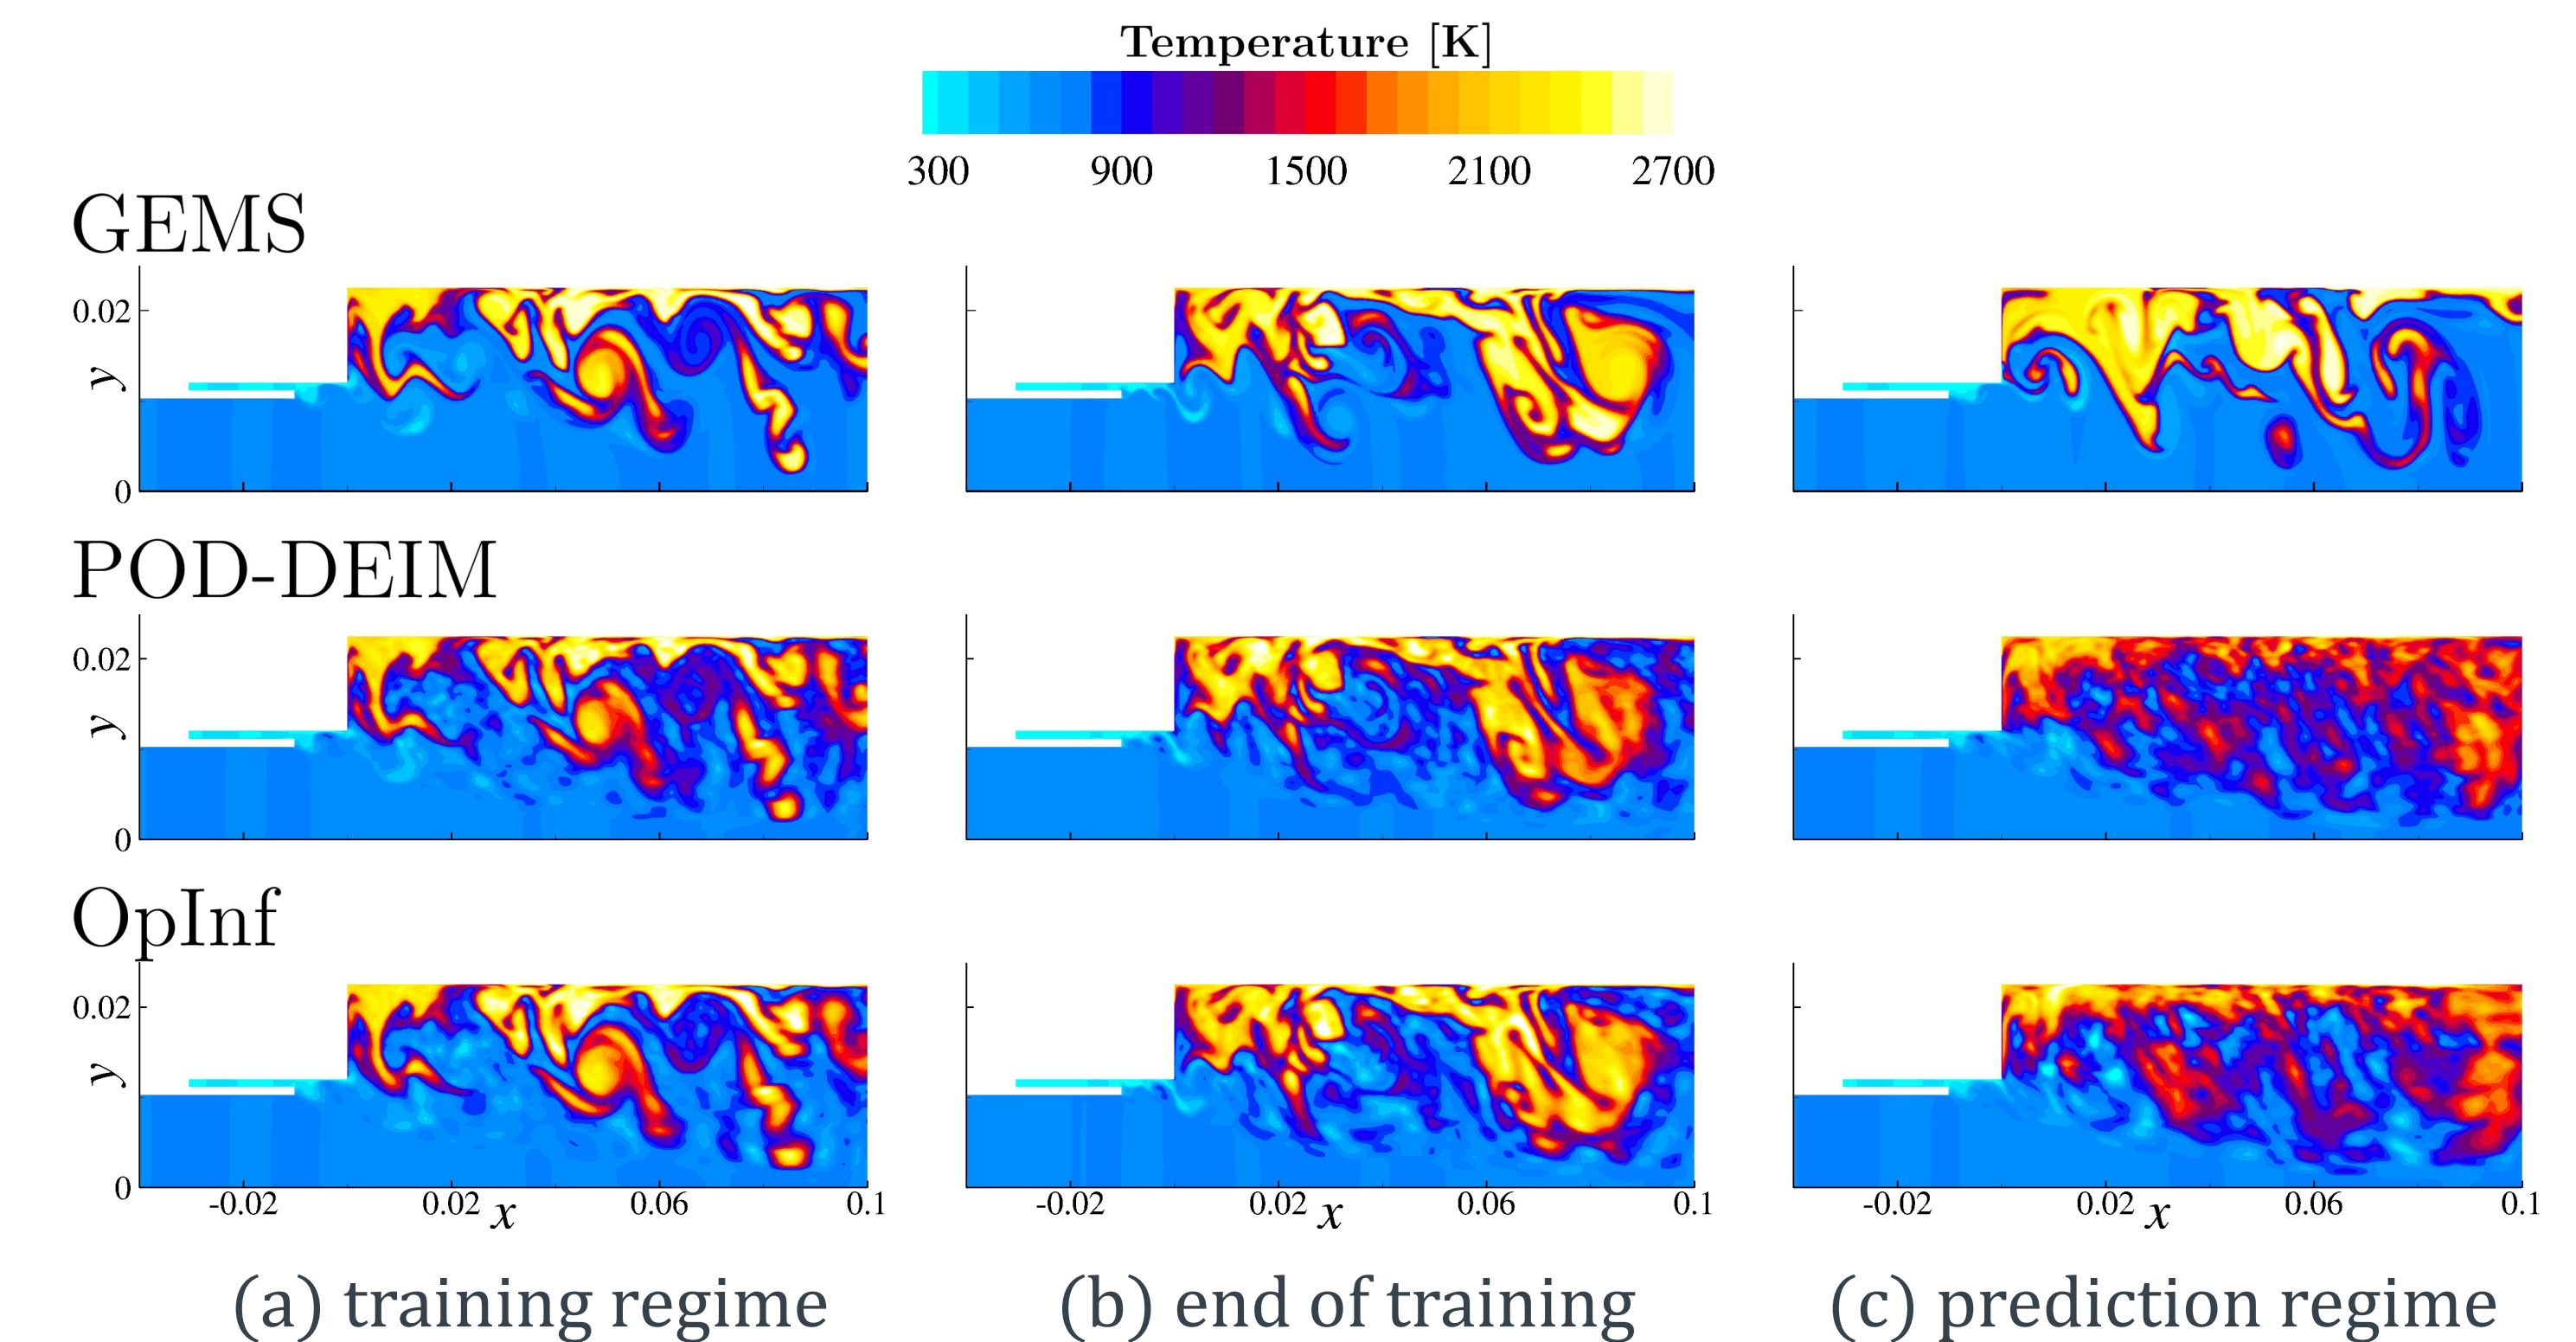 Temperature [K]
300 900 1500 2100 2700
GEMS
0.02
y
0
POD-DEIM
0.02
y
0
OpInf
0.02
y
0
-0.02 0.02 x 0.06 0.1 -0.02 0.02 x 0.06 0.1 -0.02 0.02 x 0.06 0.1
(a) training regime (b) end of training (c) prediction regime